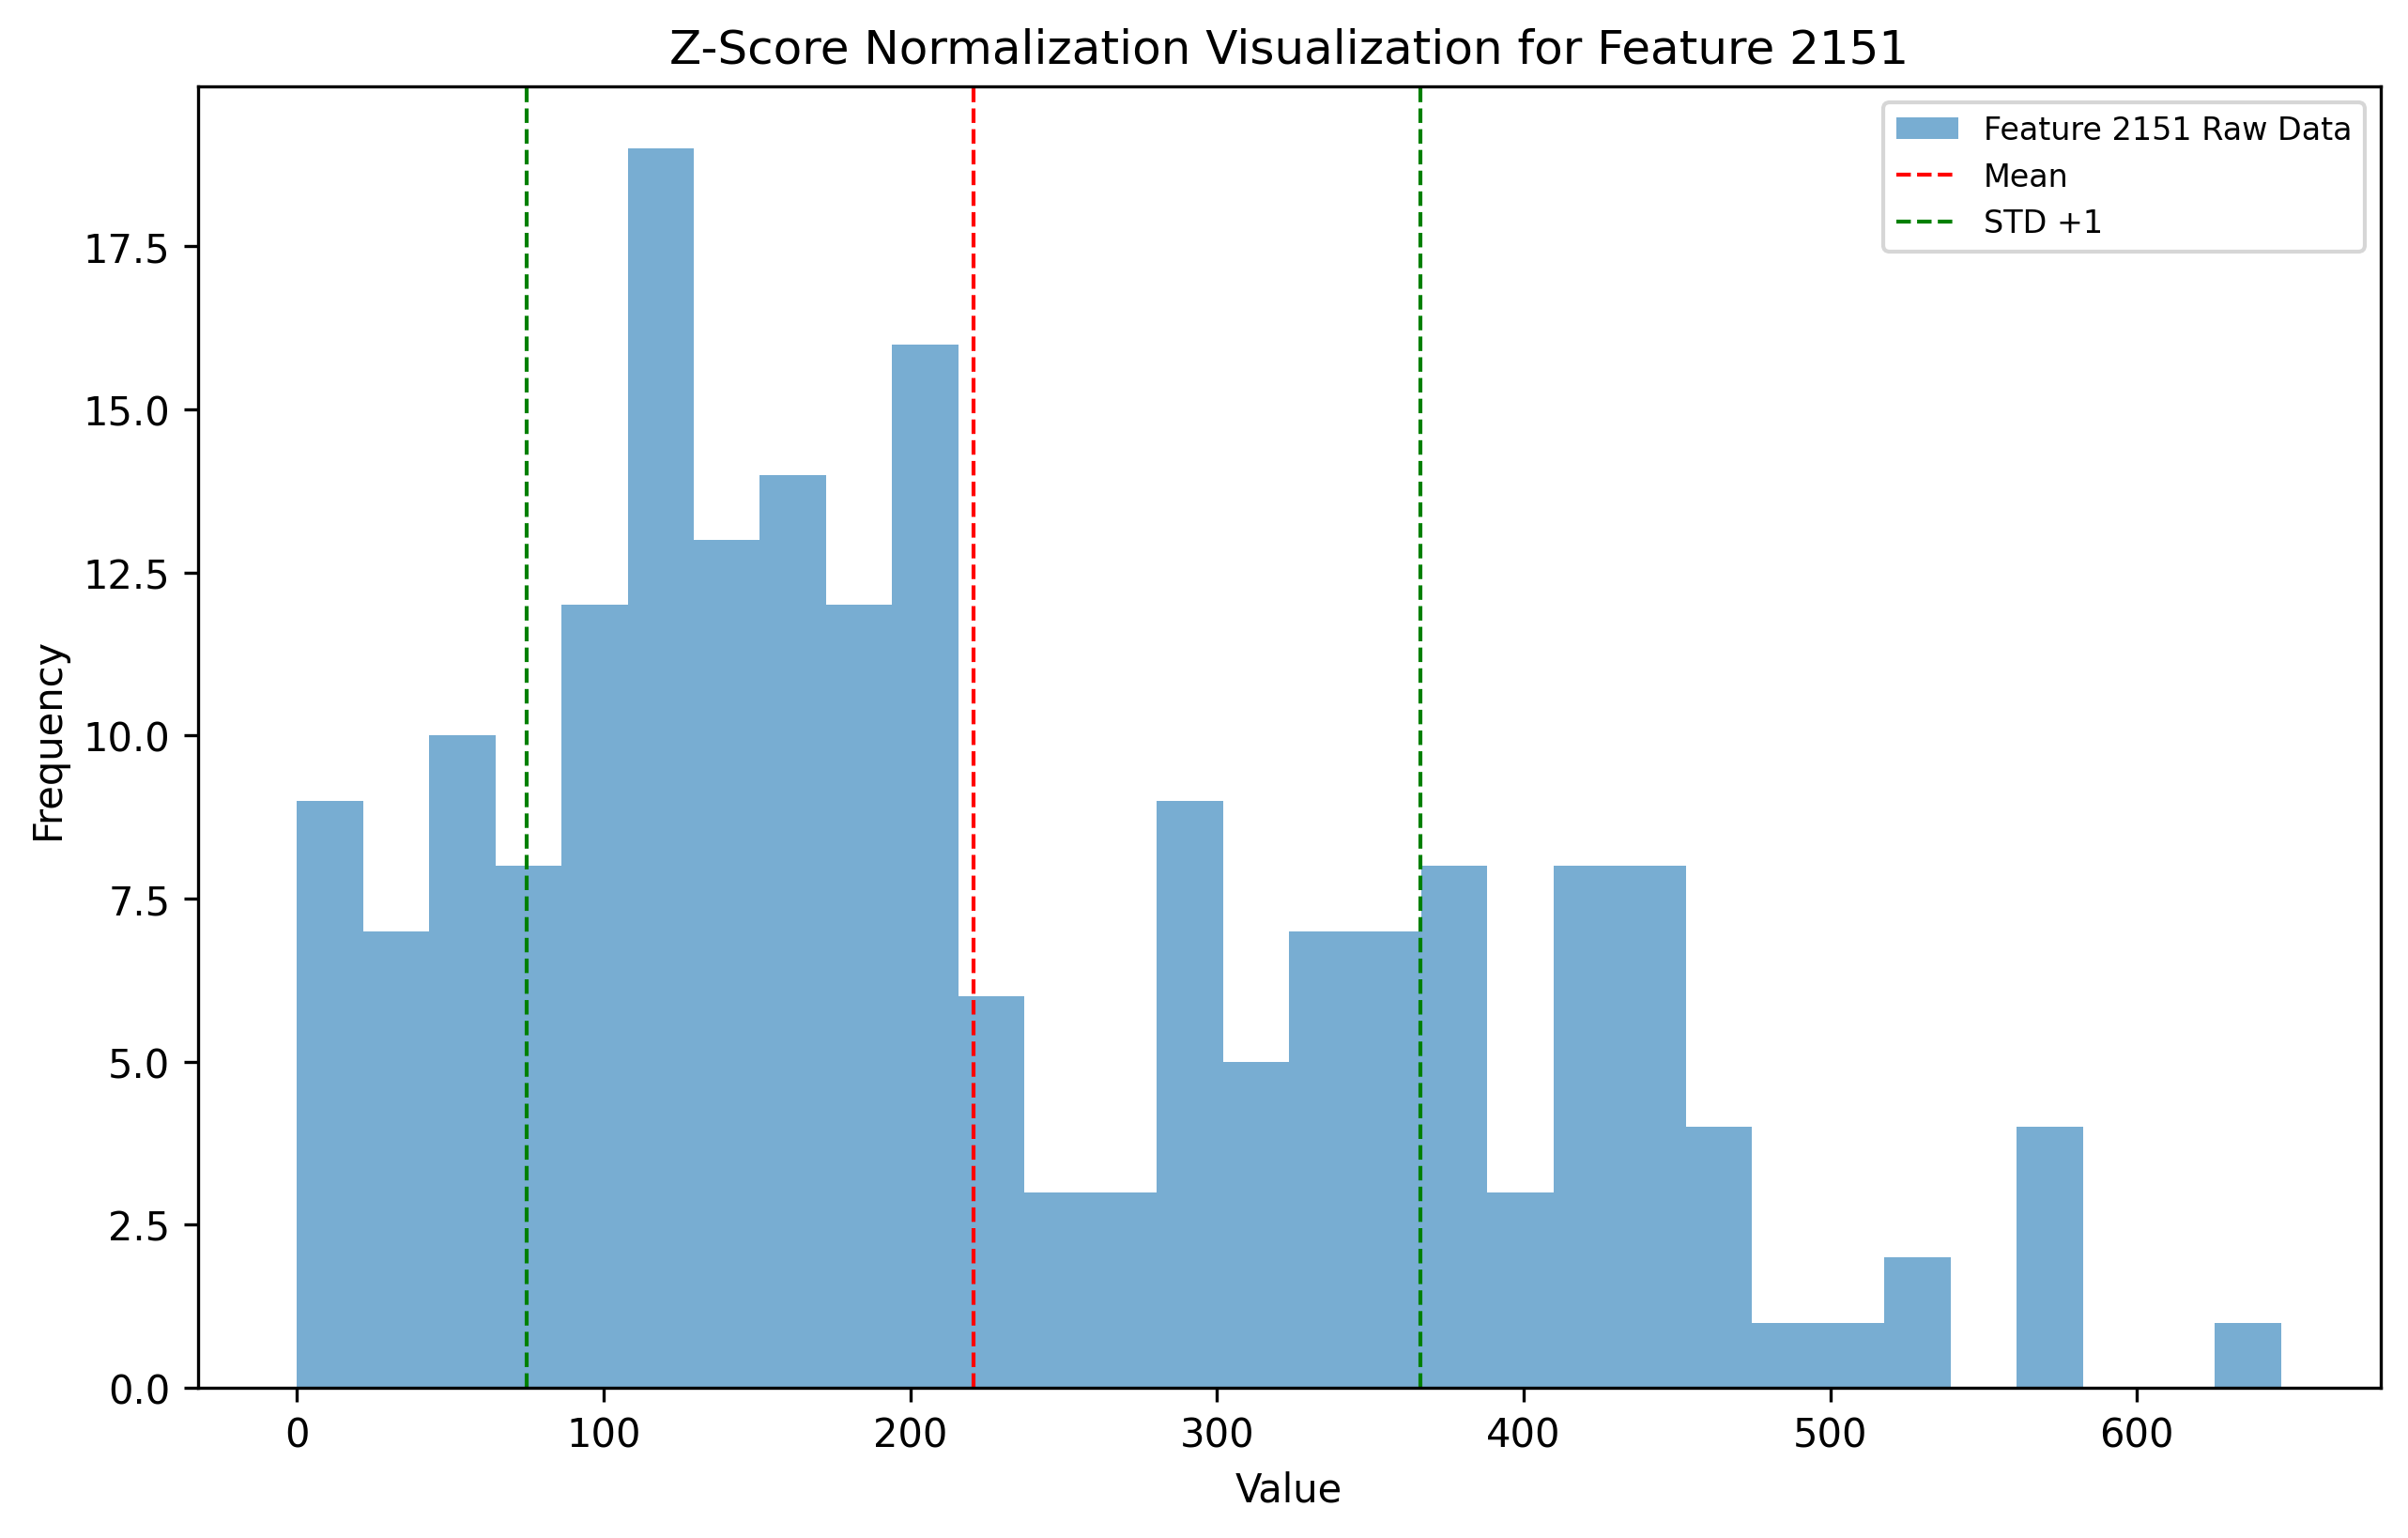 Z-Score Normalization Visualization for Feature 2151
Feature 2151 Raw Data
Mean
STD +1
17.5
15.0
12.5
10.0
7.5
5.0
2.5
0.0
Frequency
0 100 200 300 400 500 600
Value